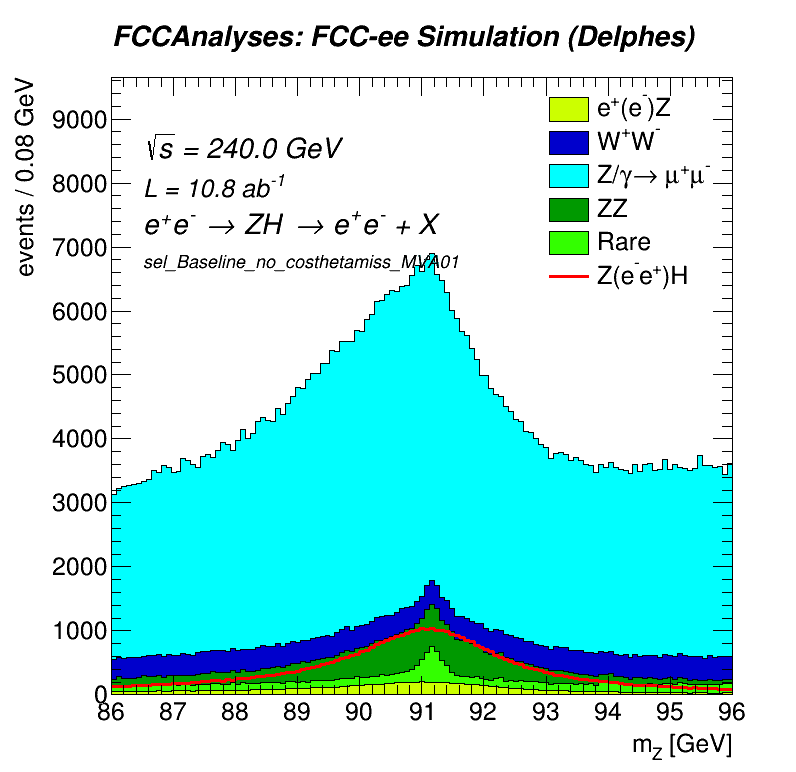 FCCAnalyses: FCC-ee Simulation (Delphes)
events / 0.08 GeV
9000
8000
7000
6000
5000
4000
3000
2000
1000
0
√s = 240.0 GeV
L = 10.8 ab⁻¹
e⁺e⁻ → ZH → e⁺e⁻ + X
sel_Baseline_no_costhetamiss_MVA01
e⁺(e⁻)Z
W⁺W⁻
Z/γ→ μ⁺μ⁻
ZZ
Rare
Z(e⁻e⁺)H
86 87 88 89 90 91 92 93 94 95 96
m_Z [GeV]